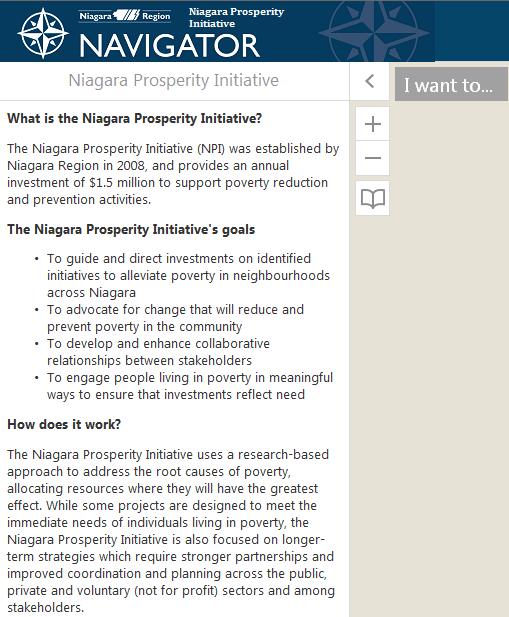 Niagara Region
Niagara Prosperity
Initiative
NAVIGATOR
Niagara Prosperity Initiative
I want to...
What is the Niagara Prosperity Initiative?
The Niagara Prosperity Initiative (NPI) was established by
Niagara Region in 2008, and provides an annual
investment of $1.5 million to support poverty reduction
and prevention activities.
The Niagara Prosperity Initiative's goals
• To guide and direct investments on identified
initiatives to alleviate poverty in neighbourhoods
across Niagara
• To advocate for change that will reduce and
prevent poverty in the community
• To develop and enhance collaborative
relationships between stakeholders
• To engage people living in poverty in meaningful
ways to ensure that investments reflect need
How does it work?
The Niagara Prosperity Initiative uses a research-based
approach to address the root causes of poverty,
allocating resources where they will have the greatest
effect. While some projects are designed to meet the
immediate needs of individuals living in poverty, the
Niagara Prosperity Initiative is also focused on longer-
term strategies which require stronger partnerships and
improved coordination and planning across the public,
private and voluntary (not for profit) sectors and among
stakeholders.